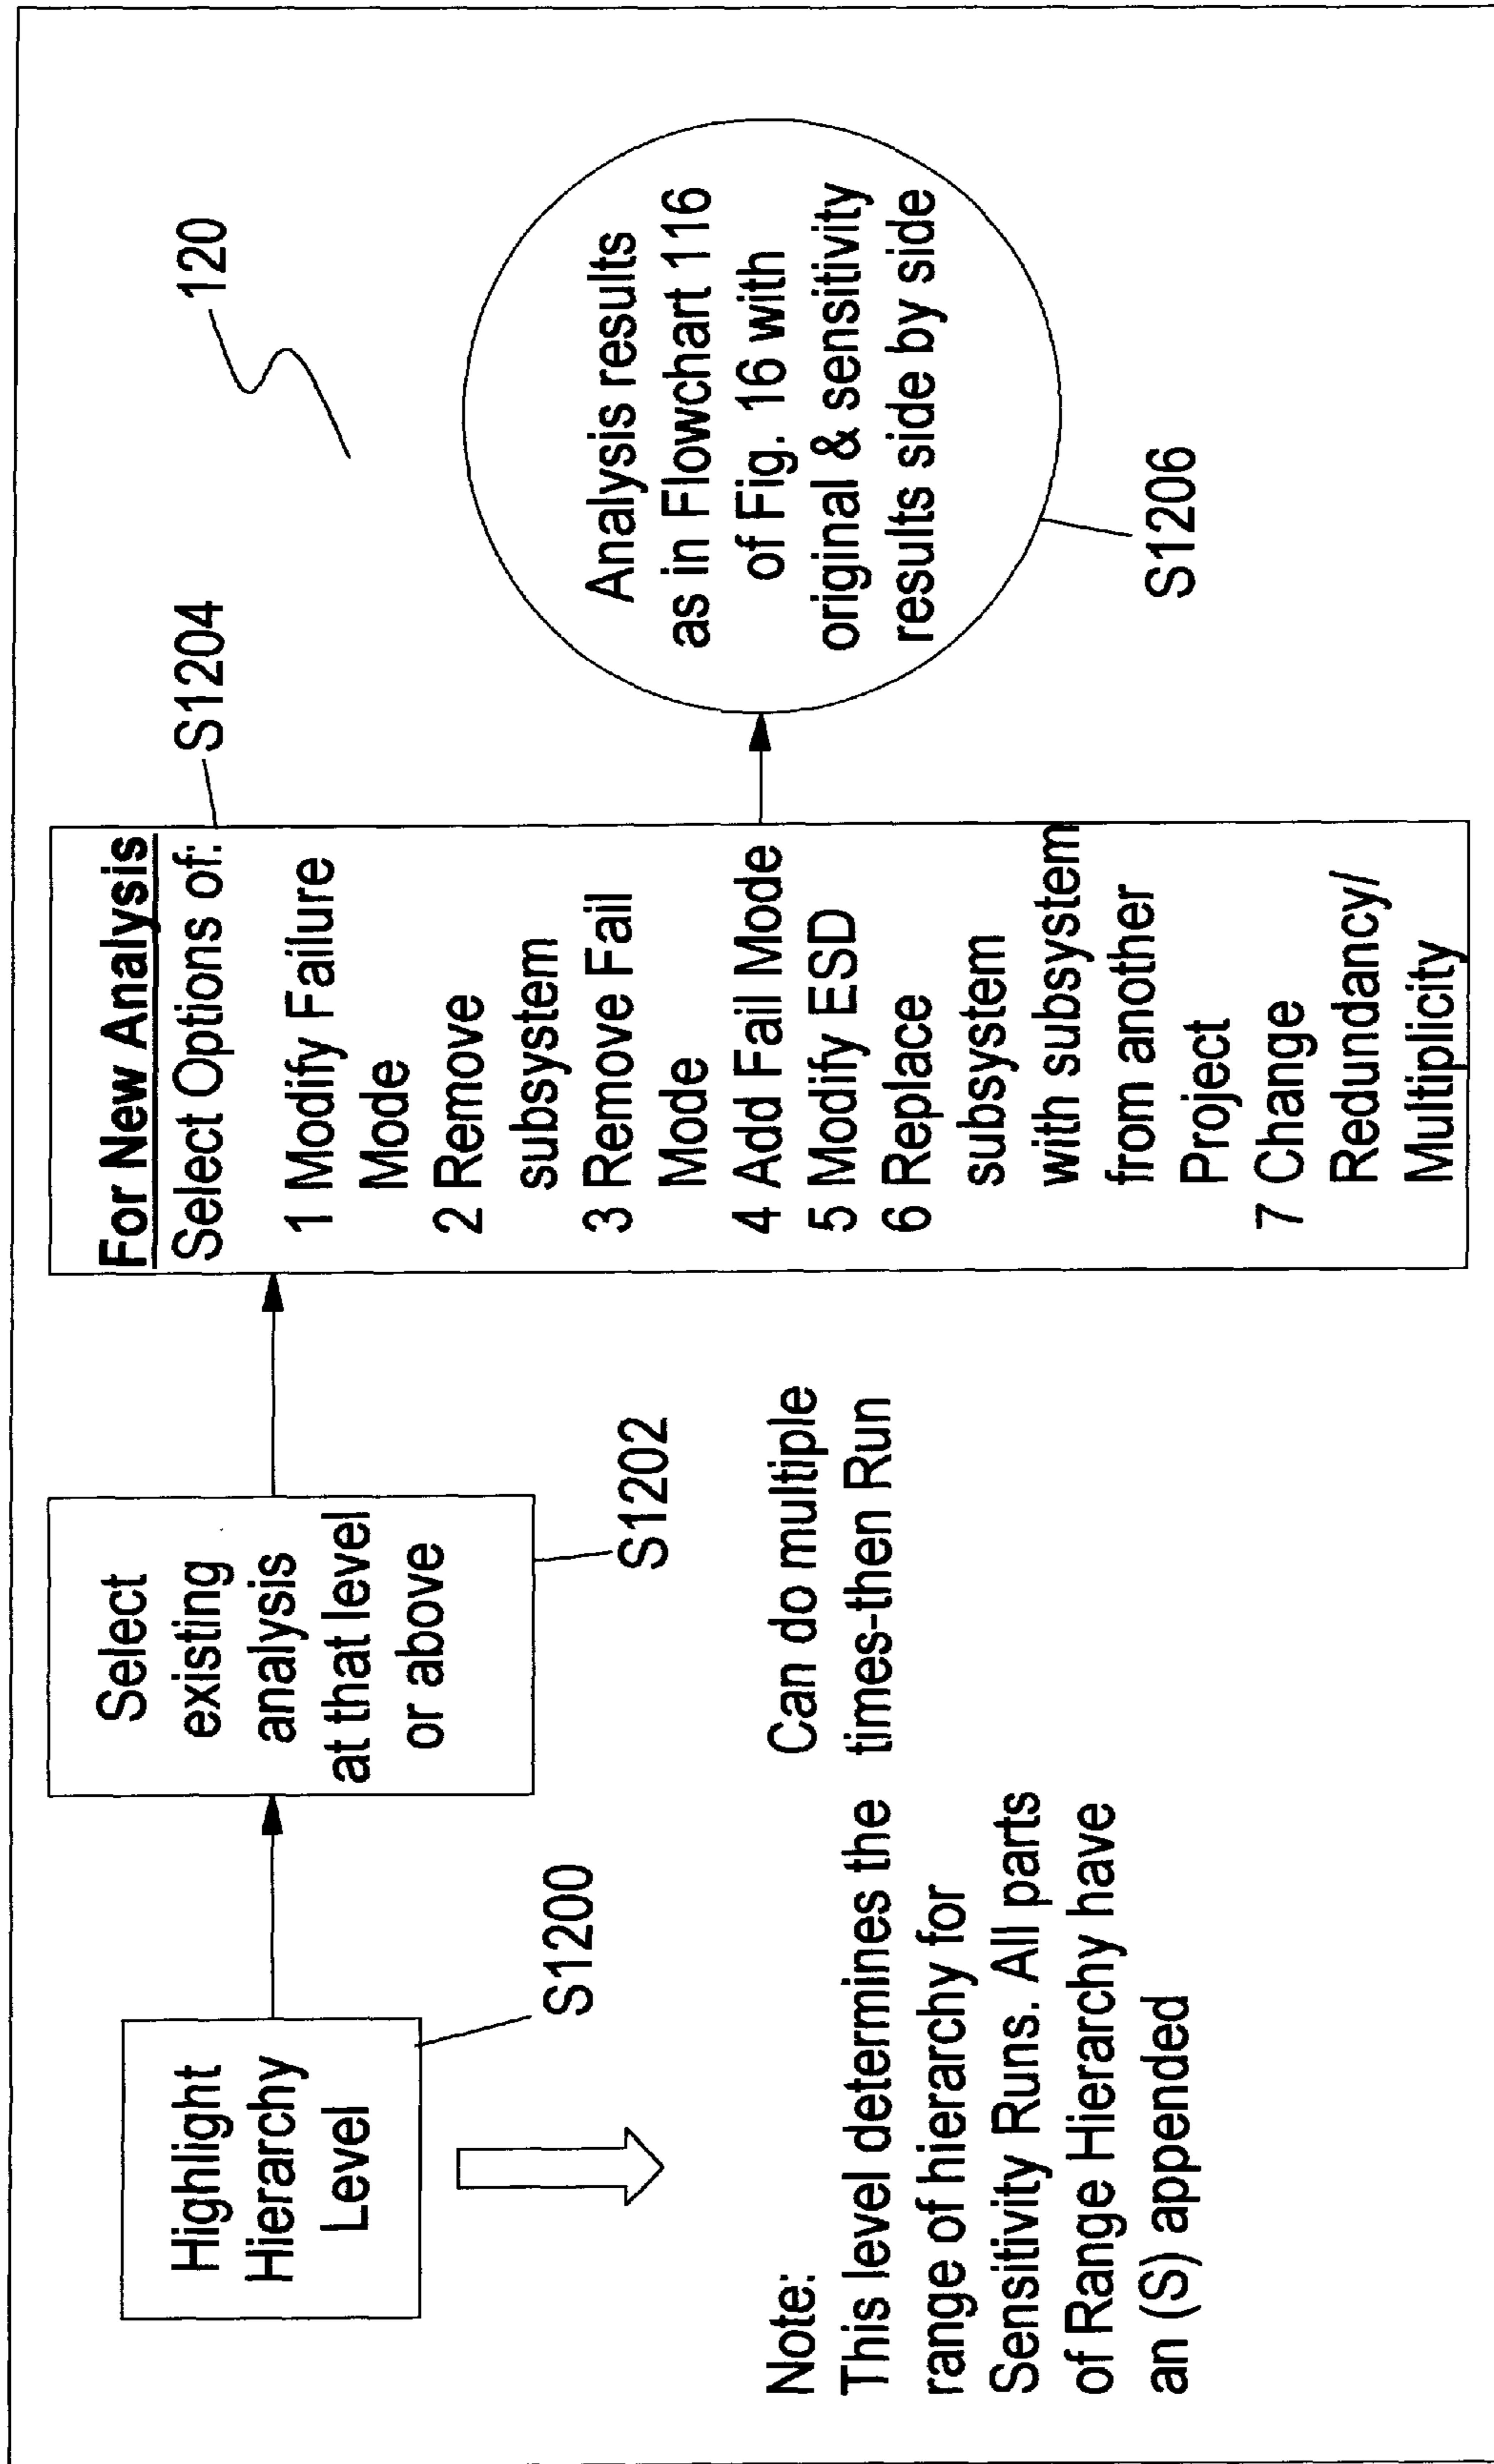 Highlight
Hierarchy
Level
S1200
Note:
This level determines the
range of hierarchy for
Sensitivity Runs. All parts
of Range Hierarchy have
an (S) appended
Select
existing
analysis
at that level
or above
S1202
Can do multiple
times-then Run
For New Analysis
Select Options of:
1 Modify Failure
Mode
2 Remove
subsystem
3 Remove Fail
Mode
4 Add Fail Mode
5 Modify ESD
6 Replace
subsystem
with subsystem
from another
Project
7 Change
Redundancy/
Multiplicity
S1204
120
Analysis results
as in Flowchart 116
of Fig. 16 with
original & sensitivity
results side by side
S1206